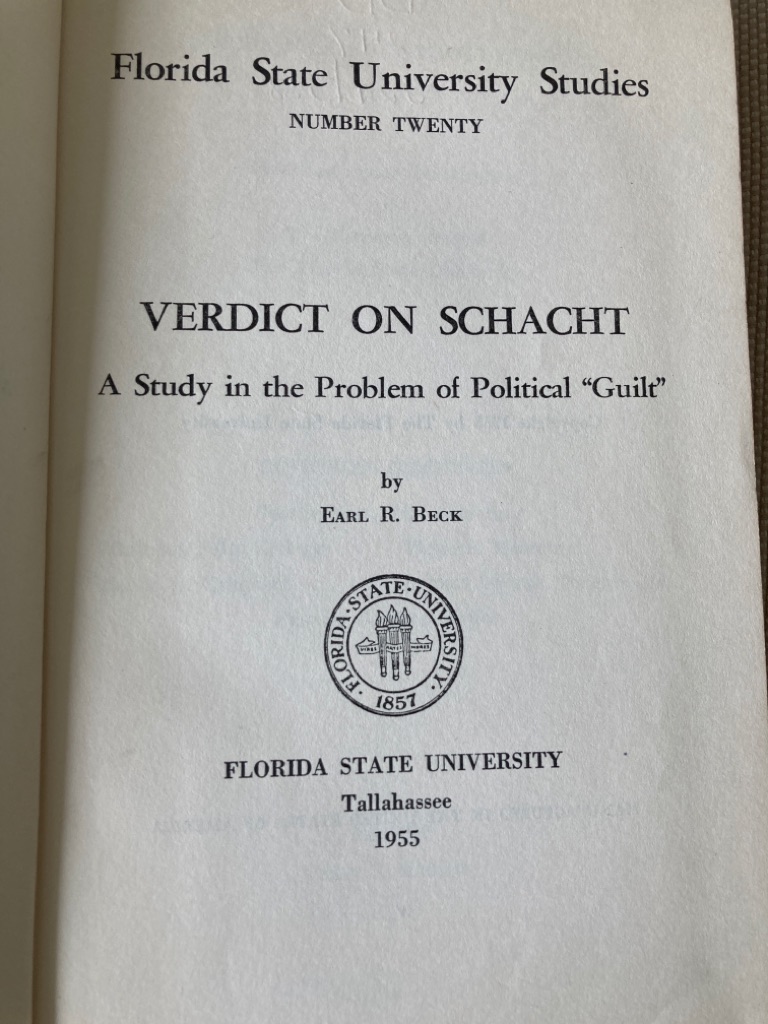 Florida State University Studies
NUMBER TWENTY
VERDICT ON SCHACHT
A Study in the Problem of Political “Guilt”
by
EARL R. BECK
FLORIDA · STATE · UNIVERSITY ·
1857
FLORIDA STATE UNIVERSITY
Tallahassee
1955